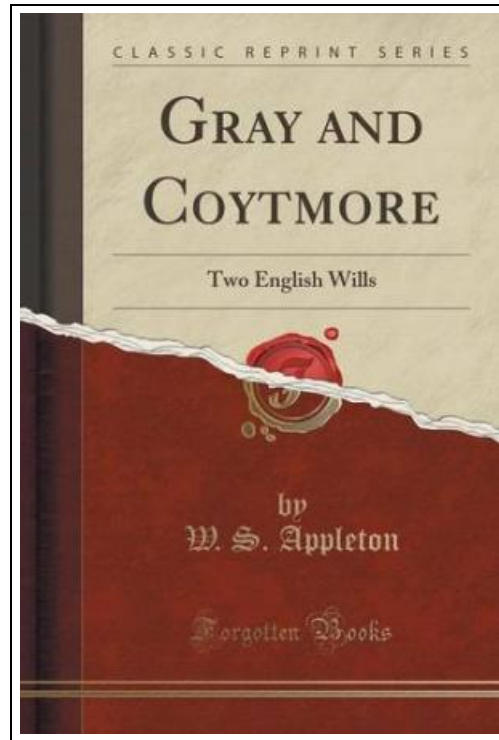 CLASSIC REPRINT SERIES
GRAY AND
COYTMORE
Two English Wills
by
W. S. Appleton
Forgotten Books